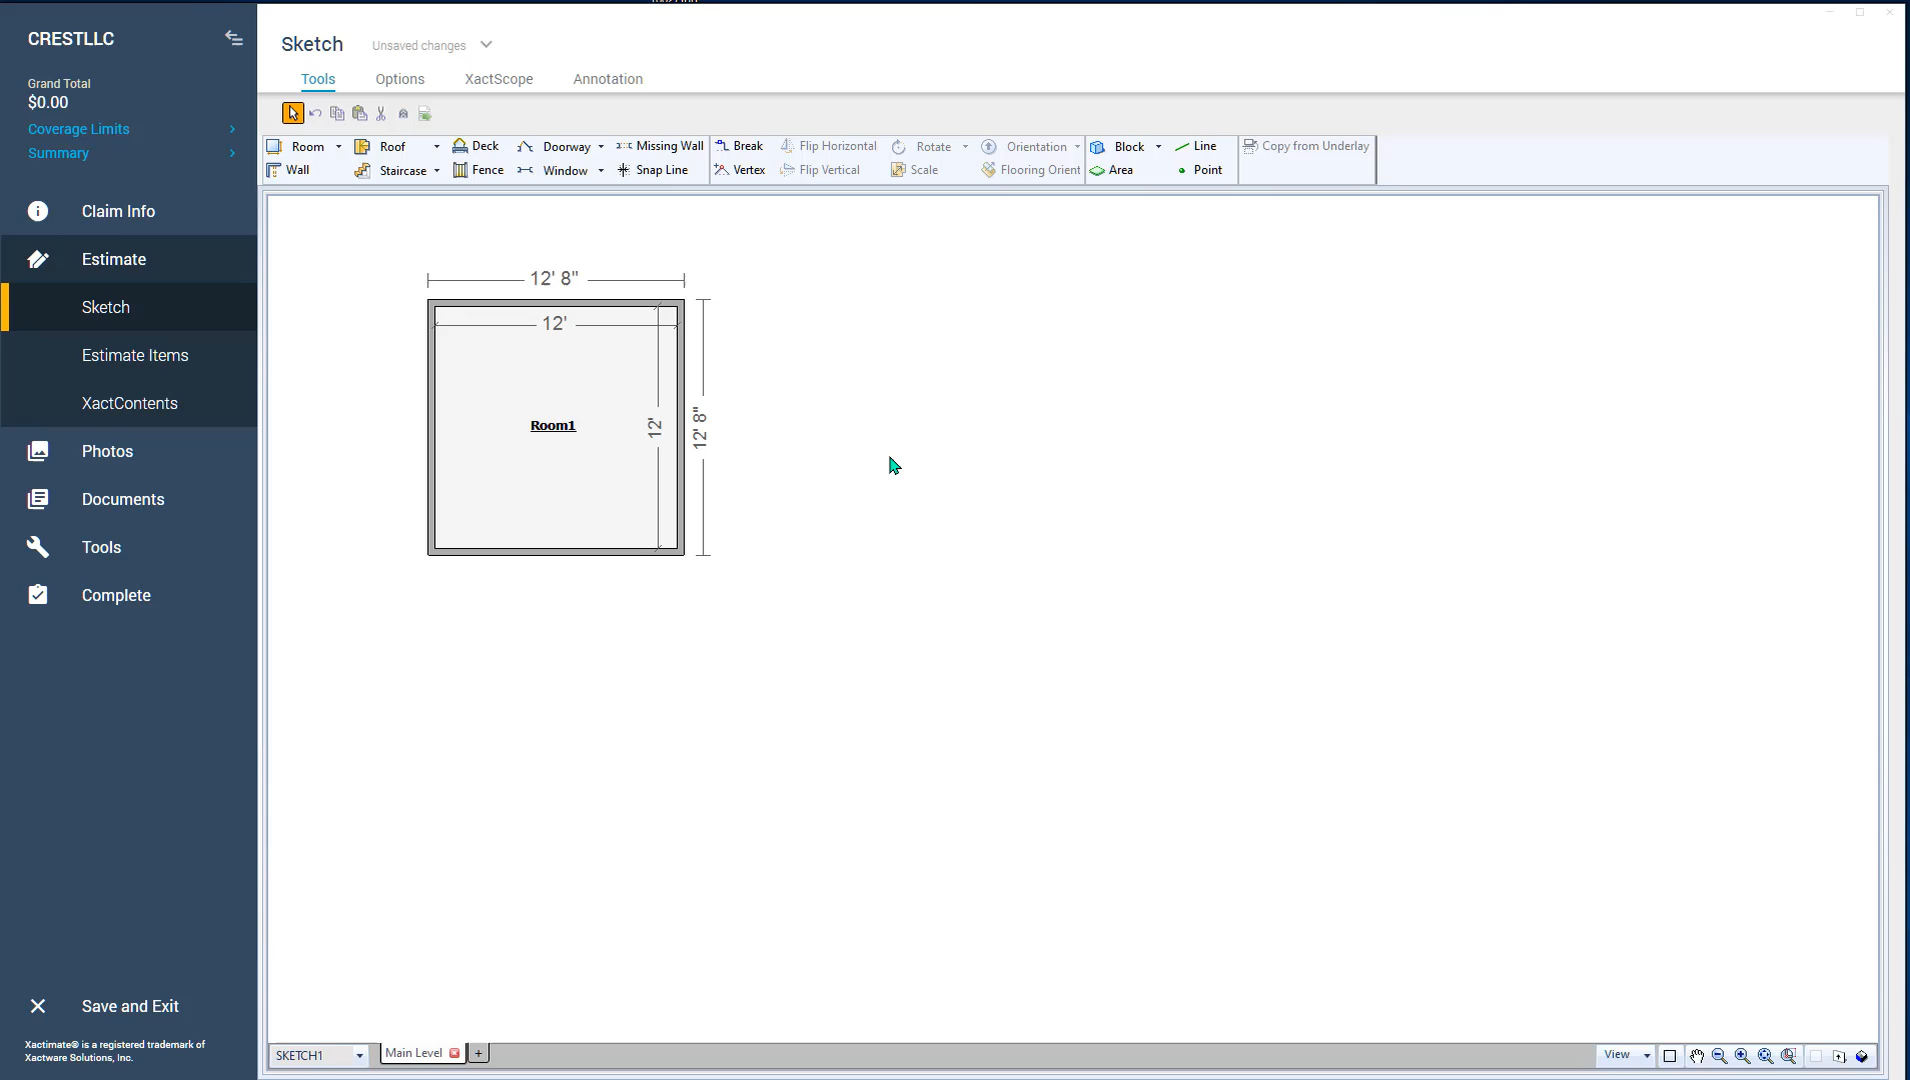 CRESTLLC
Grand Total
$0.00
Coverage Limits
Summary
Claim Info
Estimate
Sketch
Estimate Items
XactContents
Photos
Documents
Tools
Complete
Save and Exit
Xactimate® is a registered trademark of
Xactware Solutions, Inc.
Sketch Unsaved changes
Tools Options XactScope Annotation
Room Roof Deck Doorway Missing Wall Break Flip Horizontal Rotate Orientation Block Line Copy from Underlay
Wall Staircase Fence Window Snap Line Vertex Flip Vertical Scale Flooring Orient Area Point
12' 8"
12'
Room1
12'
12' 8"
SKETCH1 Main Level + View